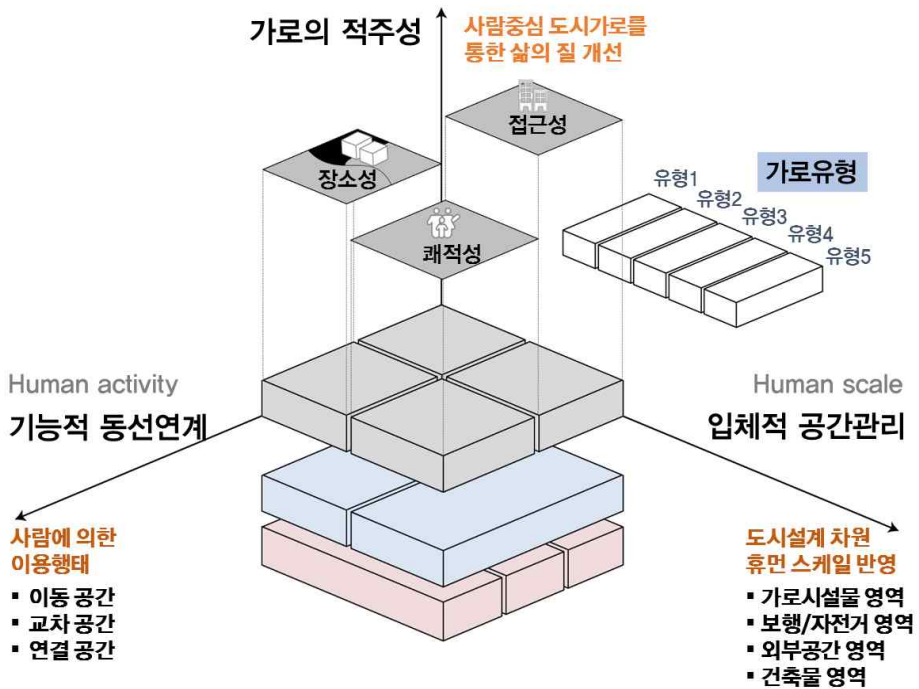 가로의 적주성
사람중심 도시가로를
통한 삶의 질 개선
접근성
장소성
쾌적성
가로유형
유형1
유형2
유형3
유형4
유형5
Human activity
기능적 동선연계
Human scale
입체적 공간관리
사람에 의한
이용행태
▪ 이동 공간
▪ 교차 공간
▪ 연결 공간
도시설계 차원
휴먼 스케일 반영
▪ 가로시설물 영역
▪ 보행/자전거 영역
▪ 외부공간 영역
▪ 건축물 영역